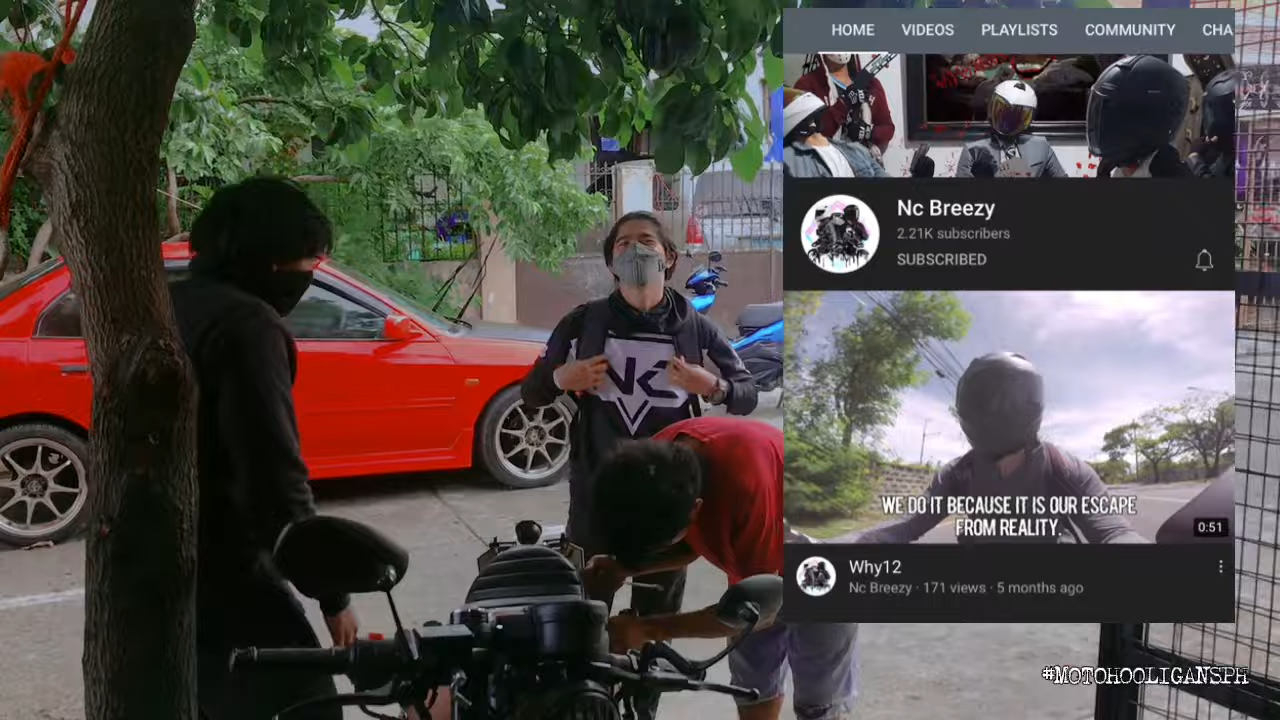 HOME VIDEOS PLAYLISTS COMMUNITY CHA
Nc Breezy
2.21K subscribers
SUBSCRIBED
NC
WE DO IT BECAUSE IT IS OUR ESCAPE
FROM REALITY.
0:51
Why12
Nc Breezy · 171 views · 5 months ago
#MOTOHOOLIGANSPH